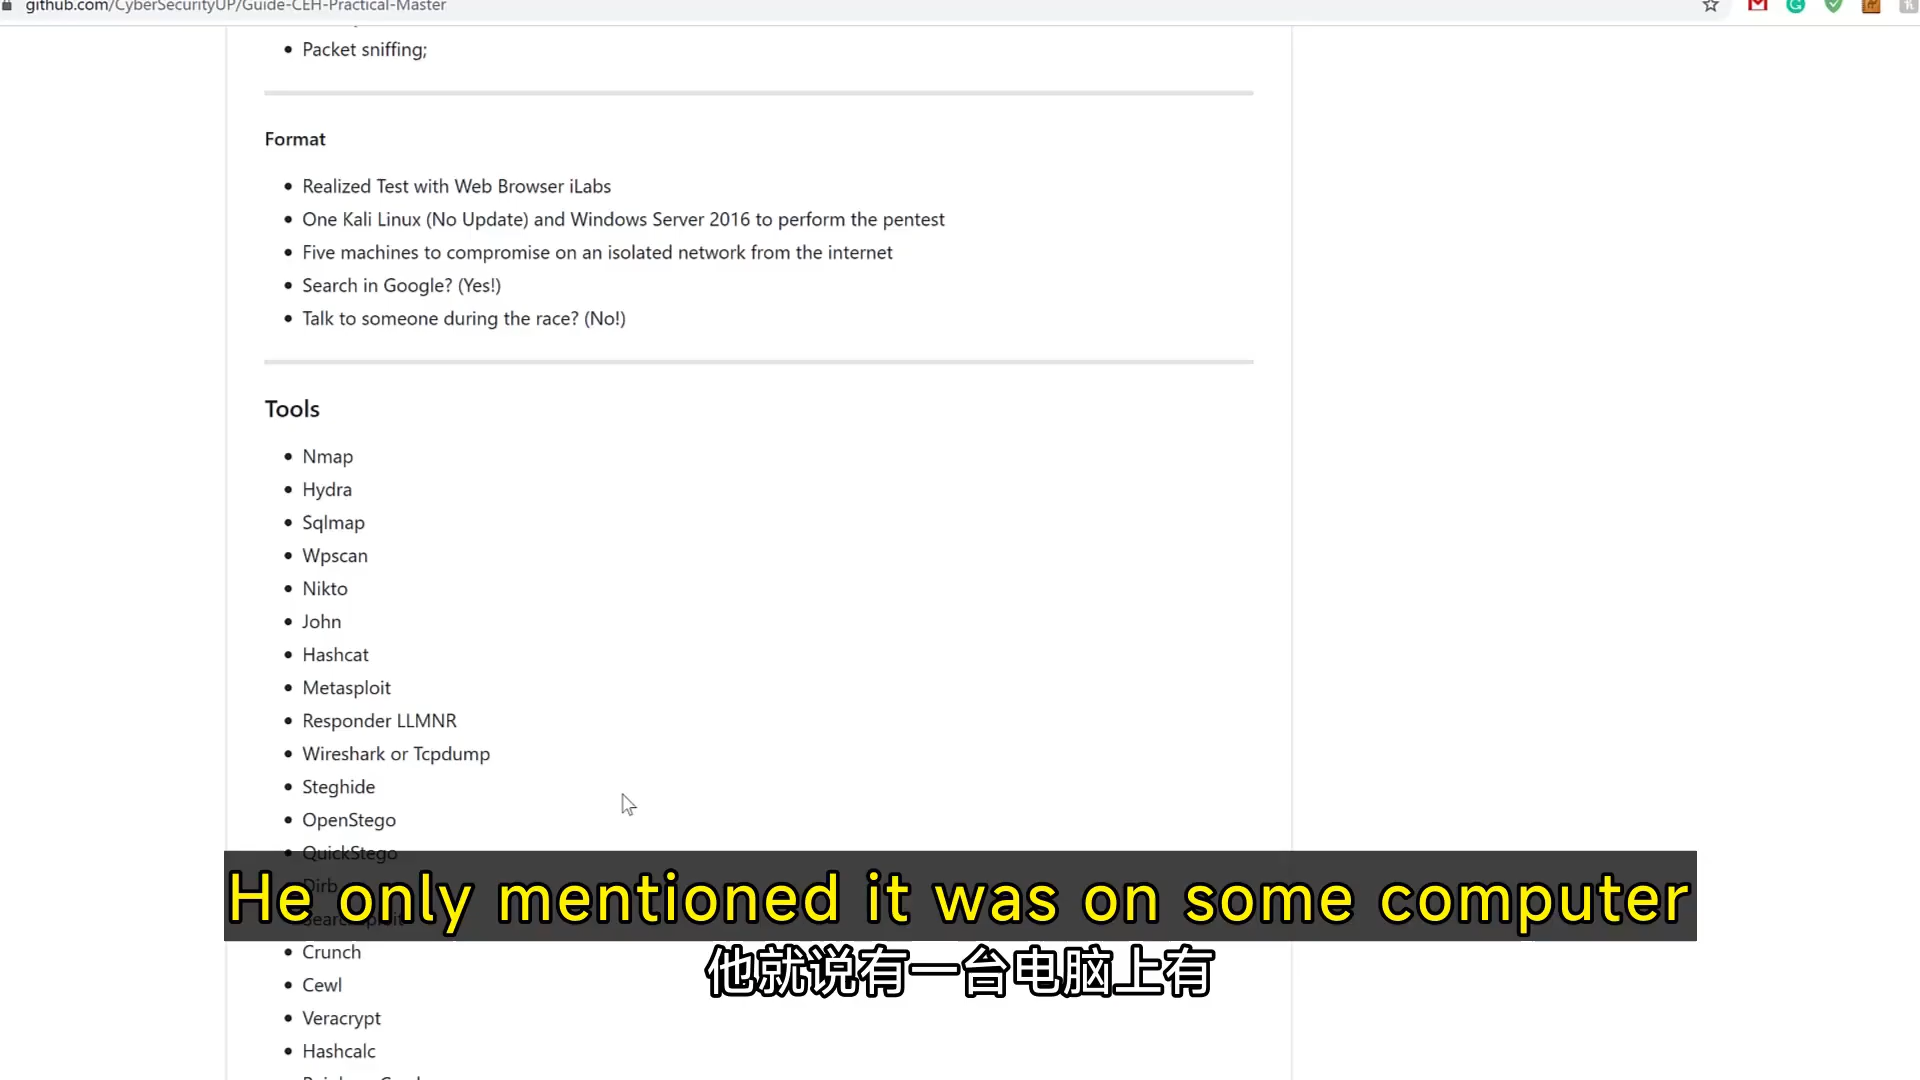 github.com/CyberSecurityUP/Guide-CEH-Practical-Master
Packet sniffing;
Format
Realized Test with Web Browser iLabs
One Kali Linux (No Update) and Windows Server 2016 to perform the pentest
Five machines to compromise on an isolated network from the internet
Search in Google? (Yes!)
Talk to someone during the race? (No!)
Tools
Nmap
Hydra
Sqlmap
Wpscan
Nikto
John
Hashcat
Metasploit
Responder LLMNR
Wireshark or Tcpdump
Steghide
OpenStego
QuickStego
Dirb
He only mentioned it was on some computer
他就说有一台电脑上有
Crunch
Cewl
Veracrypt
Hashcalc